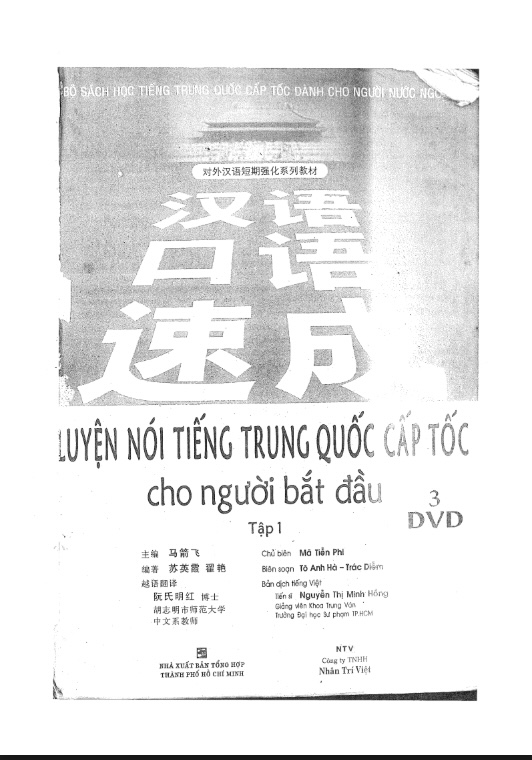 BỘ SÁCH HỌC TIẾNG TRUNG QUỐC CẤP TỐC DÀNH CHO NGƯỜI NƯỚC
对外汉语短期强化系列教材
汉语
口语
速成
LUYỆN NÓI TIẾNG TRUNG QUỐC CẤP TỐC
cho người bắt đầu
3
DVD
Tập 1
主编 马箭飞
编著 苏英霞 翟艳
越语翻译
阮氏明红 博士
胡志明市师范大学
中文系教师
Chủ biên Mã Tiễn Phi
Biên soạn Tô Anh Hà - Trác Diễm
Bản dịch tiếng Việt
Tiến sĩ Nguyễn Thị Minh Hồng
Giảng viên Khoa Trung Văn
Trường Đại học Sư phạm TP.HCM
NHÀ XUẤT BẢN TỔNG HỢP
THÀNH PHỐ HỒ CHÍ MINH
NTV
Công ty TNHH
Nhân Trí Việt